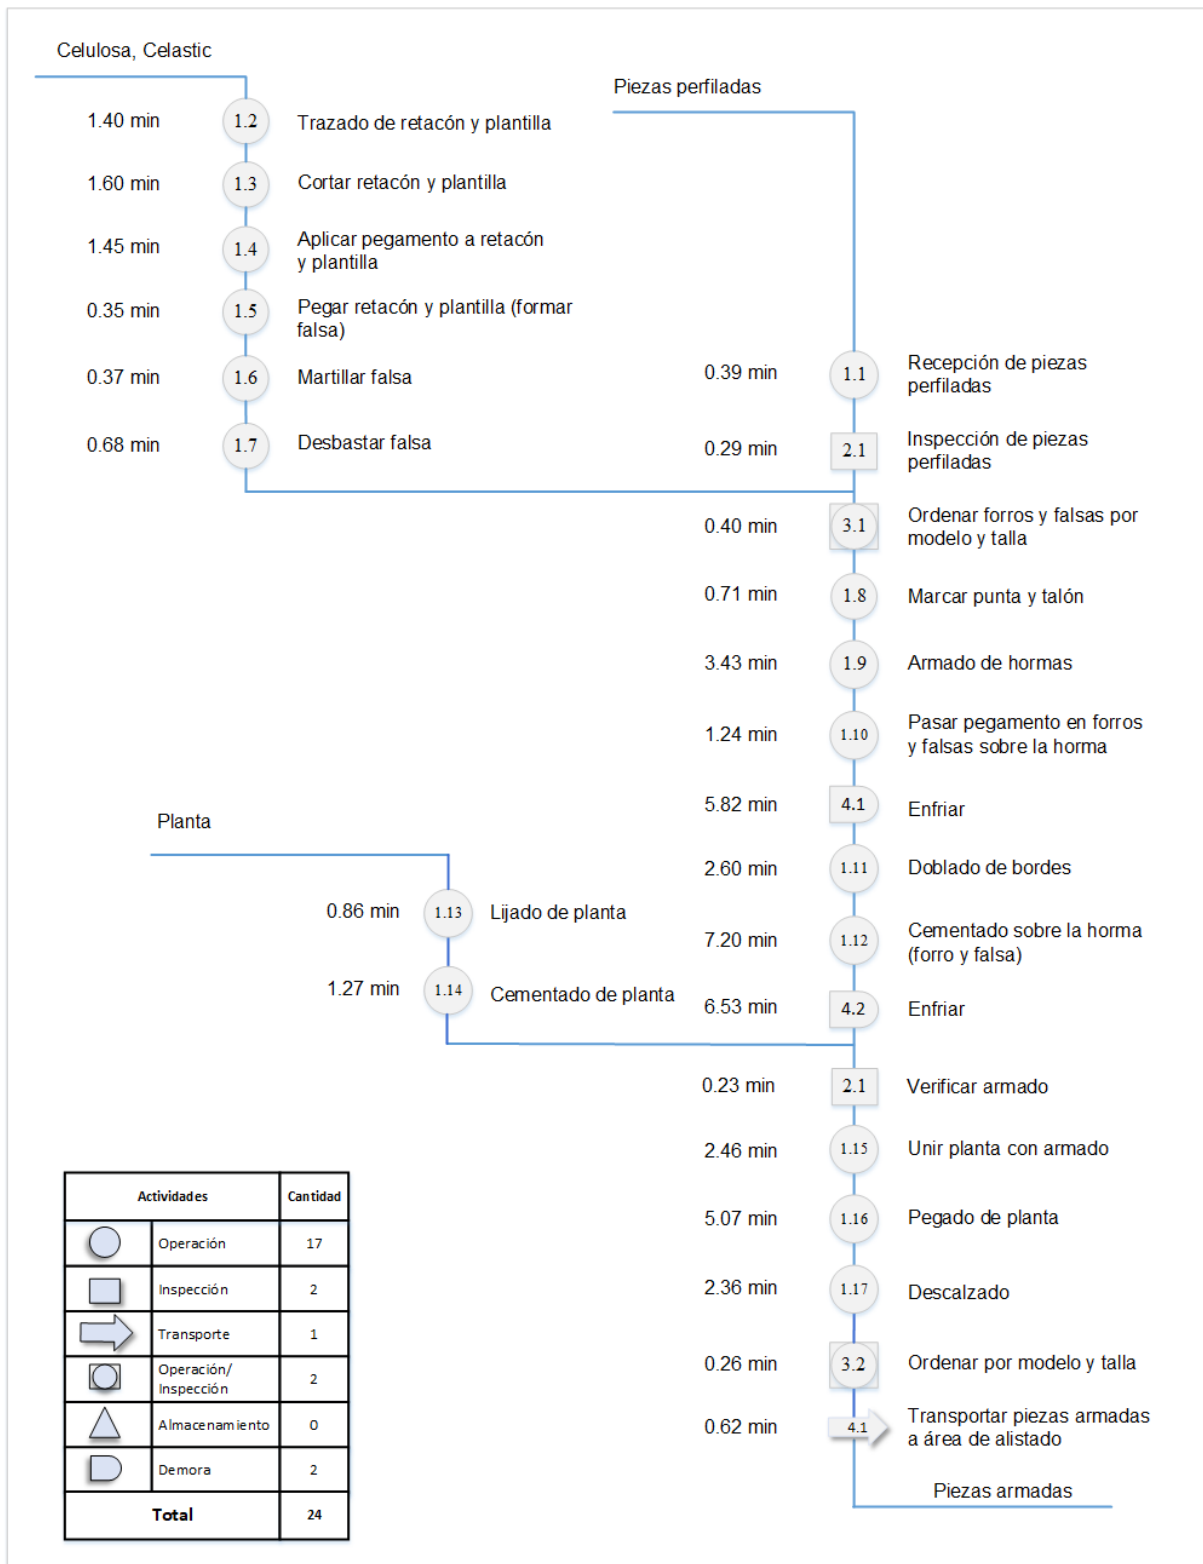 Celulosa, Celastic
1.40 min
1.2
Trazado de retacón y plantilla
1.60 min
1.3
Cortar retacón y plantilla
1.45 min
1.4
Aplicar pegamento a retacón
y plantilla
0.35 min
1.5
Pegar retacón y plantilla (formar
falsa)
0.37 min
1.6
Martillar falsa
0.68 min
1.7
Desbastar falsa
Piezas perfiladas
0.39 min
1.1
Recepción de piezas
perfiladas
0.29 min
2.1
Inspección de piezas
perfiladas
0.40 min
3.1
Ordenar forros y falsas por
modelo y talla
0.71 min
1.8
Marcar punta y talón
3.43 min
1.9
Armado de hormas
1.24 min
1.10
Pasar pegamento en forros
y falsas sobre la horma
5.82 min
4.1
Enfriar
2.60 min
1.11
Doblado de bordes
7.20 min
1.12
Cementado sobre la horma
(forro y falsa)
6.53 min
4.2
Enfriar
Planta
0.86 min
1.13
Lijado de planta
1.27 min
1.14
Cementado de planta
0.23 min
2.1
Verificar armado
2.46 min
1.15
Unir planta con armado
5.07 min
1.16
Pegado de planta
2.36 min
1.17
Descalzado
0.26 min
3.2
Ordenar por modelo y talla
0.62 min
4.1
Transportar piezas armadas
a área de alistado
Piezas armadas
Actividades Cantidad
Operación 17
Inspección 2
Transporte 1
Operación/
Inspección 2
Almacenamiento 0
Demora 2
Total 24